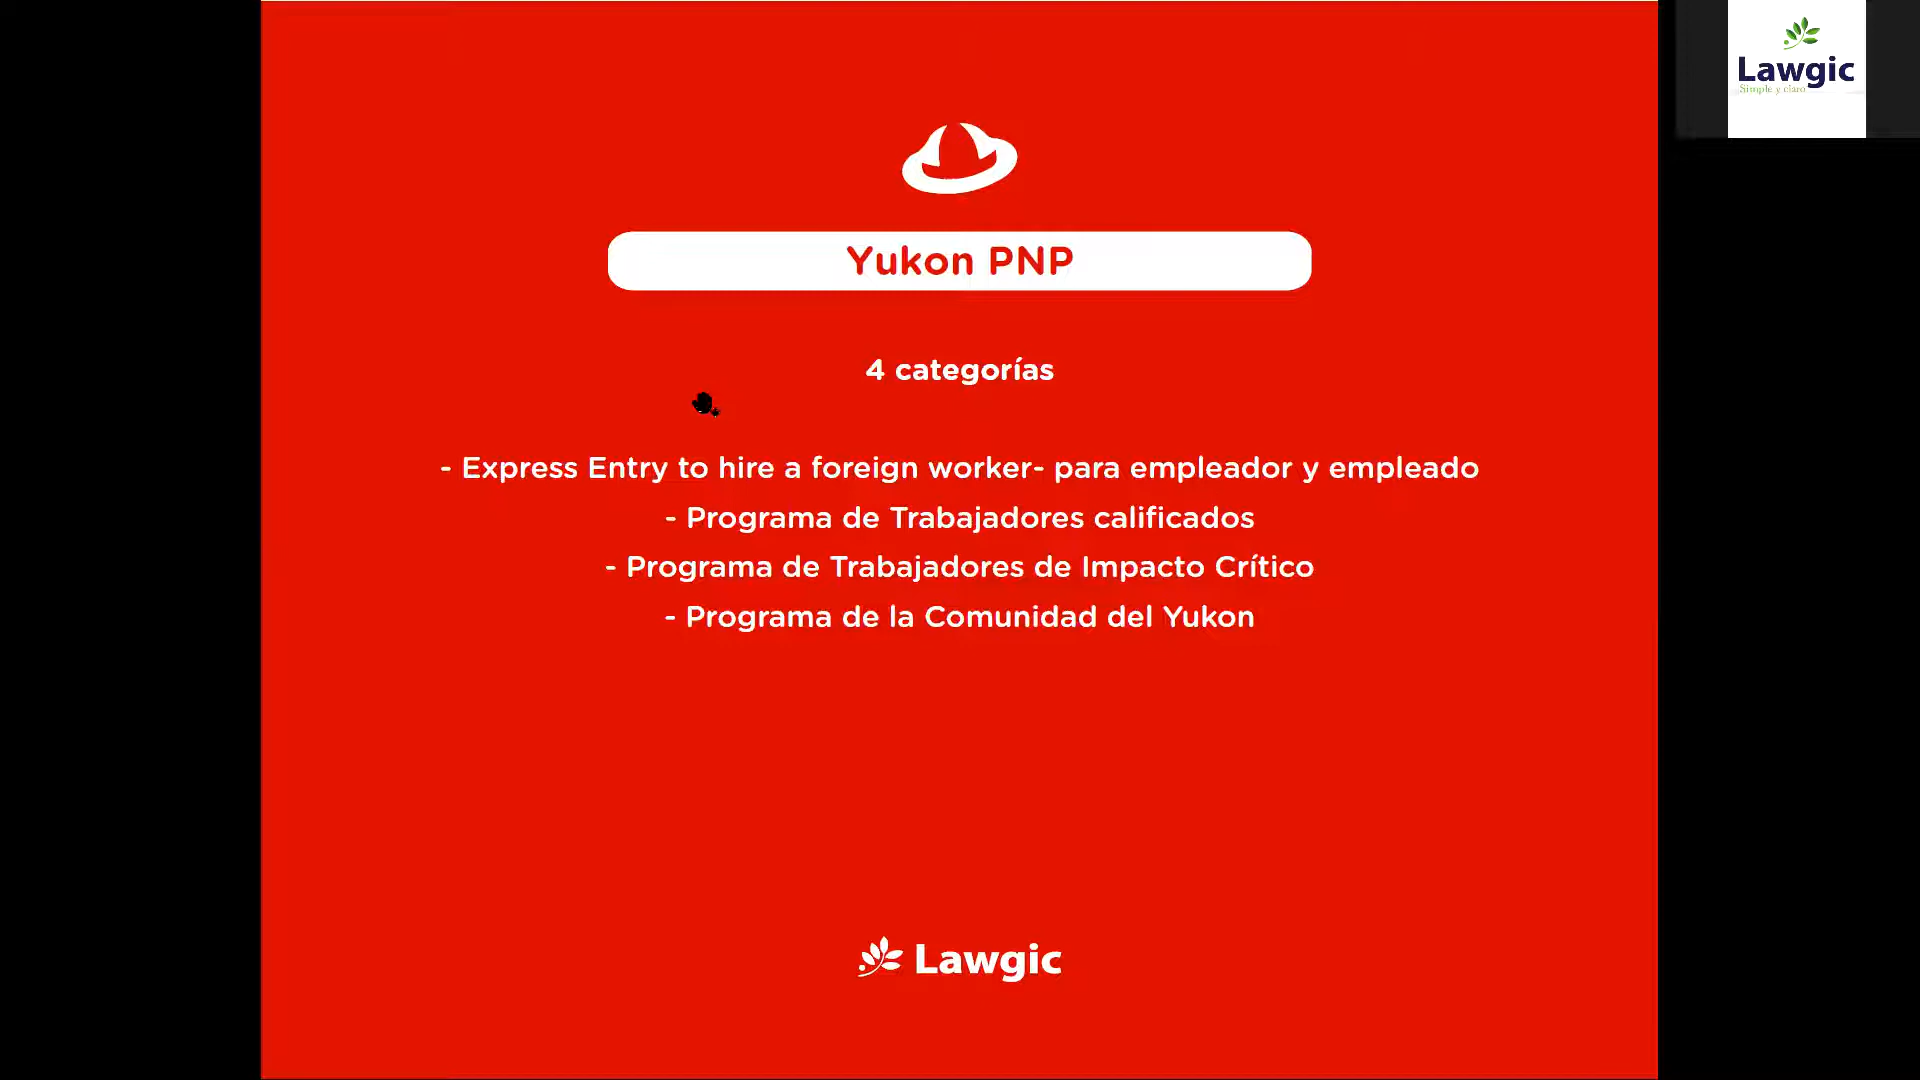 Lawgic
Simple y claro
Yukon PNP
4 categorías
- Express Entry to hire a foreign worker- para empleador y empleado
- Programa de Trabajadores calificados
- Programa de Trabajadores de Impacto Crítico
- Programa de la Comunidad del Yukon
Lawgic